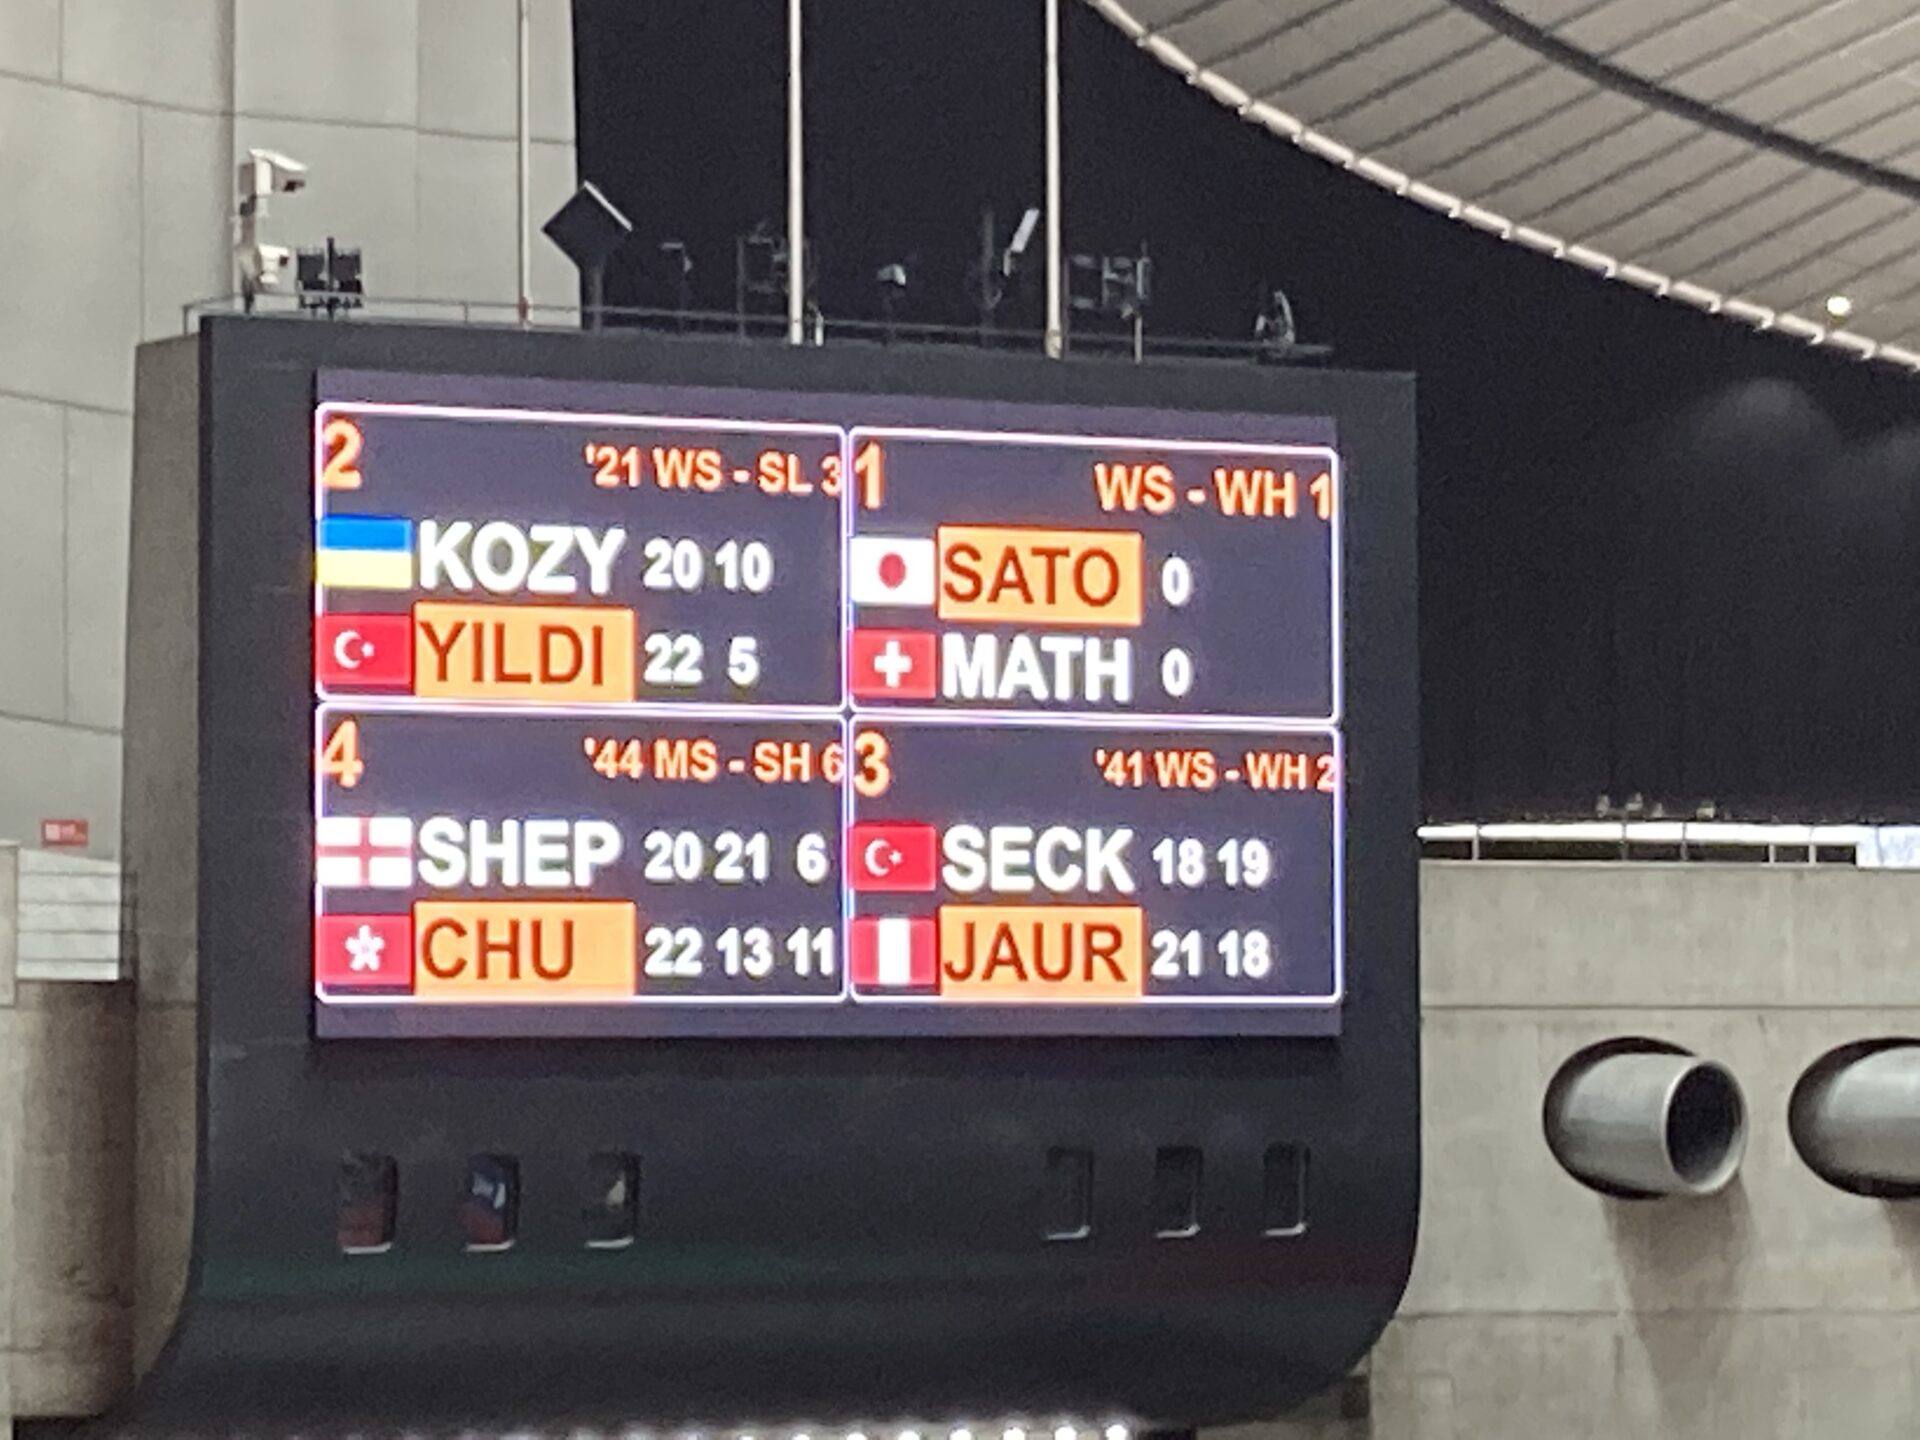 2
'21 WS - SL 3
KOZY 20 10
YILDI 22 5
1
WS - WH 1
SATO 0
MATH 0
4
'44 MS - SH 6
SHEP 20 21 6
CHU 22 13 11
3
'41 WS - WH 2
SECK 18 19
JAUR 21 18